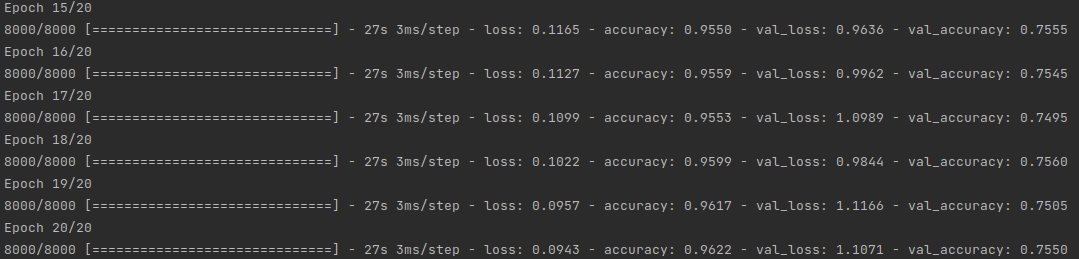 Epoch 15/20
8000/8000 [==============================] - 27s 3ms/step - loss: 0.1165 - accuracy: 0.9550 - val_loss: 0.9636 - val_accuracy: 0.7555
Epoch 16/20
8000/8000 [==============================] - 27s 3ms/step - loss: 0.1127 - accuracy: 0.9559 - val_loss: 0.9962 - val_accuracy: 0.7545
Epoch 17/20
8000/8000 [==============================] - 27s 3ms/step - loss: 0.1099 - accuracy: 0.9553 - val_loss: 1.0989 - val_accuracy: 0.7495
Epoch 18/20
8000/8000 [==============================] - 27s 3ms/step - loss: 0.1022 - accuracy: 0.9599 - val_loss: 0.9844 - val_accuracy: 0.7560
Epoch 19/20
8000/8000 [==============================] - 27s 3ms/step - loss: 0.0957 - accuracy: 0.9617 - val_loss: 1.1166 - val_accuracy: 0.7505
Epoch 20/20
8000/8000 [==============================] - 27s 3ms/step - loss: 0.0943 - accuracy: 0.9622 - val_loss: 1.1071 - val_accuracy: 0.7550